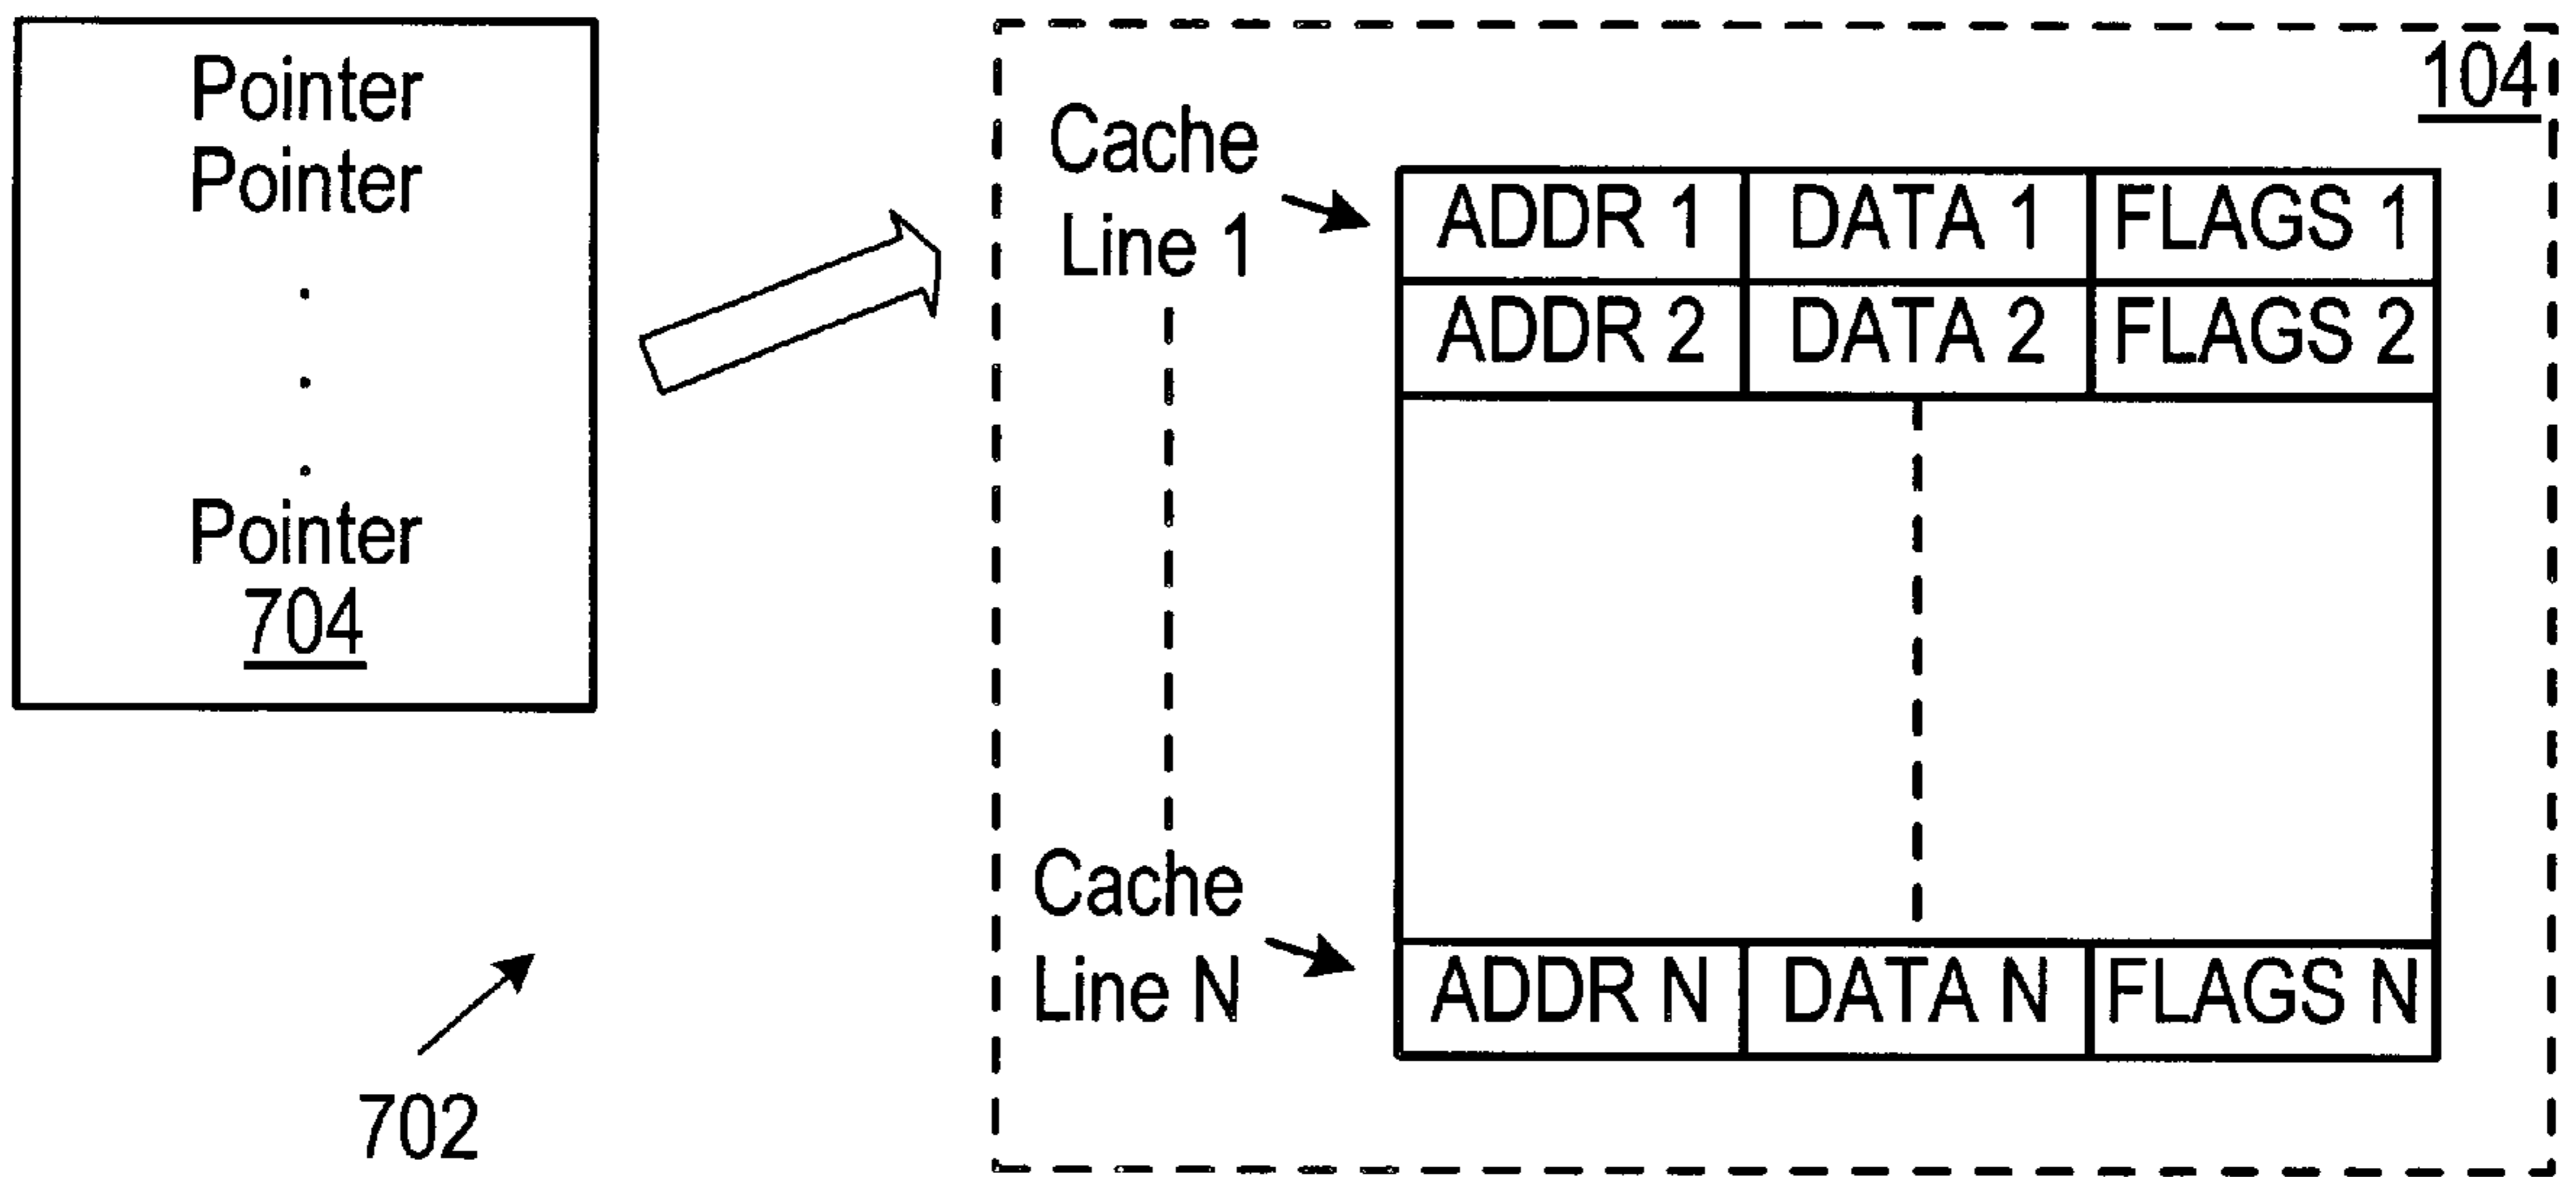 Pointer
Pointer
.
.
.
Pointer
704
702
104
Cache
Line 1
ADDR 1 DATA 1 FLAGS 1
ADDR 2 DATA 2 FLAGS 2
Cache
Line N
ADDR N DATA N FLAGS N